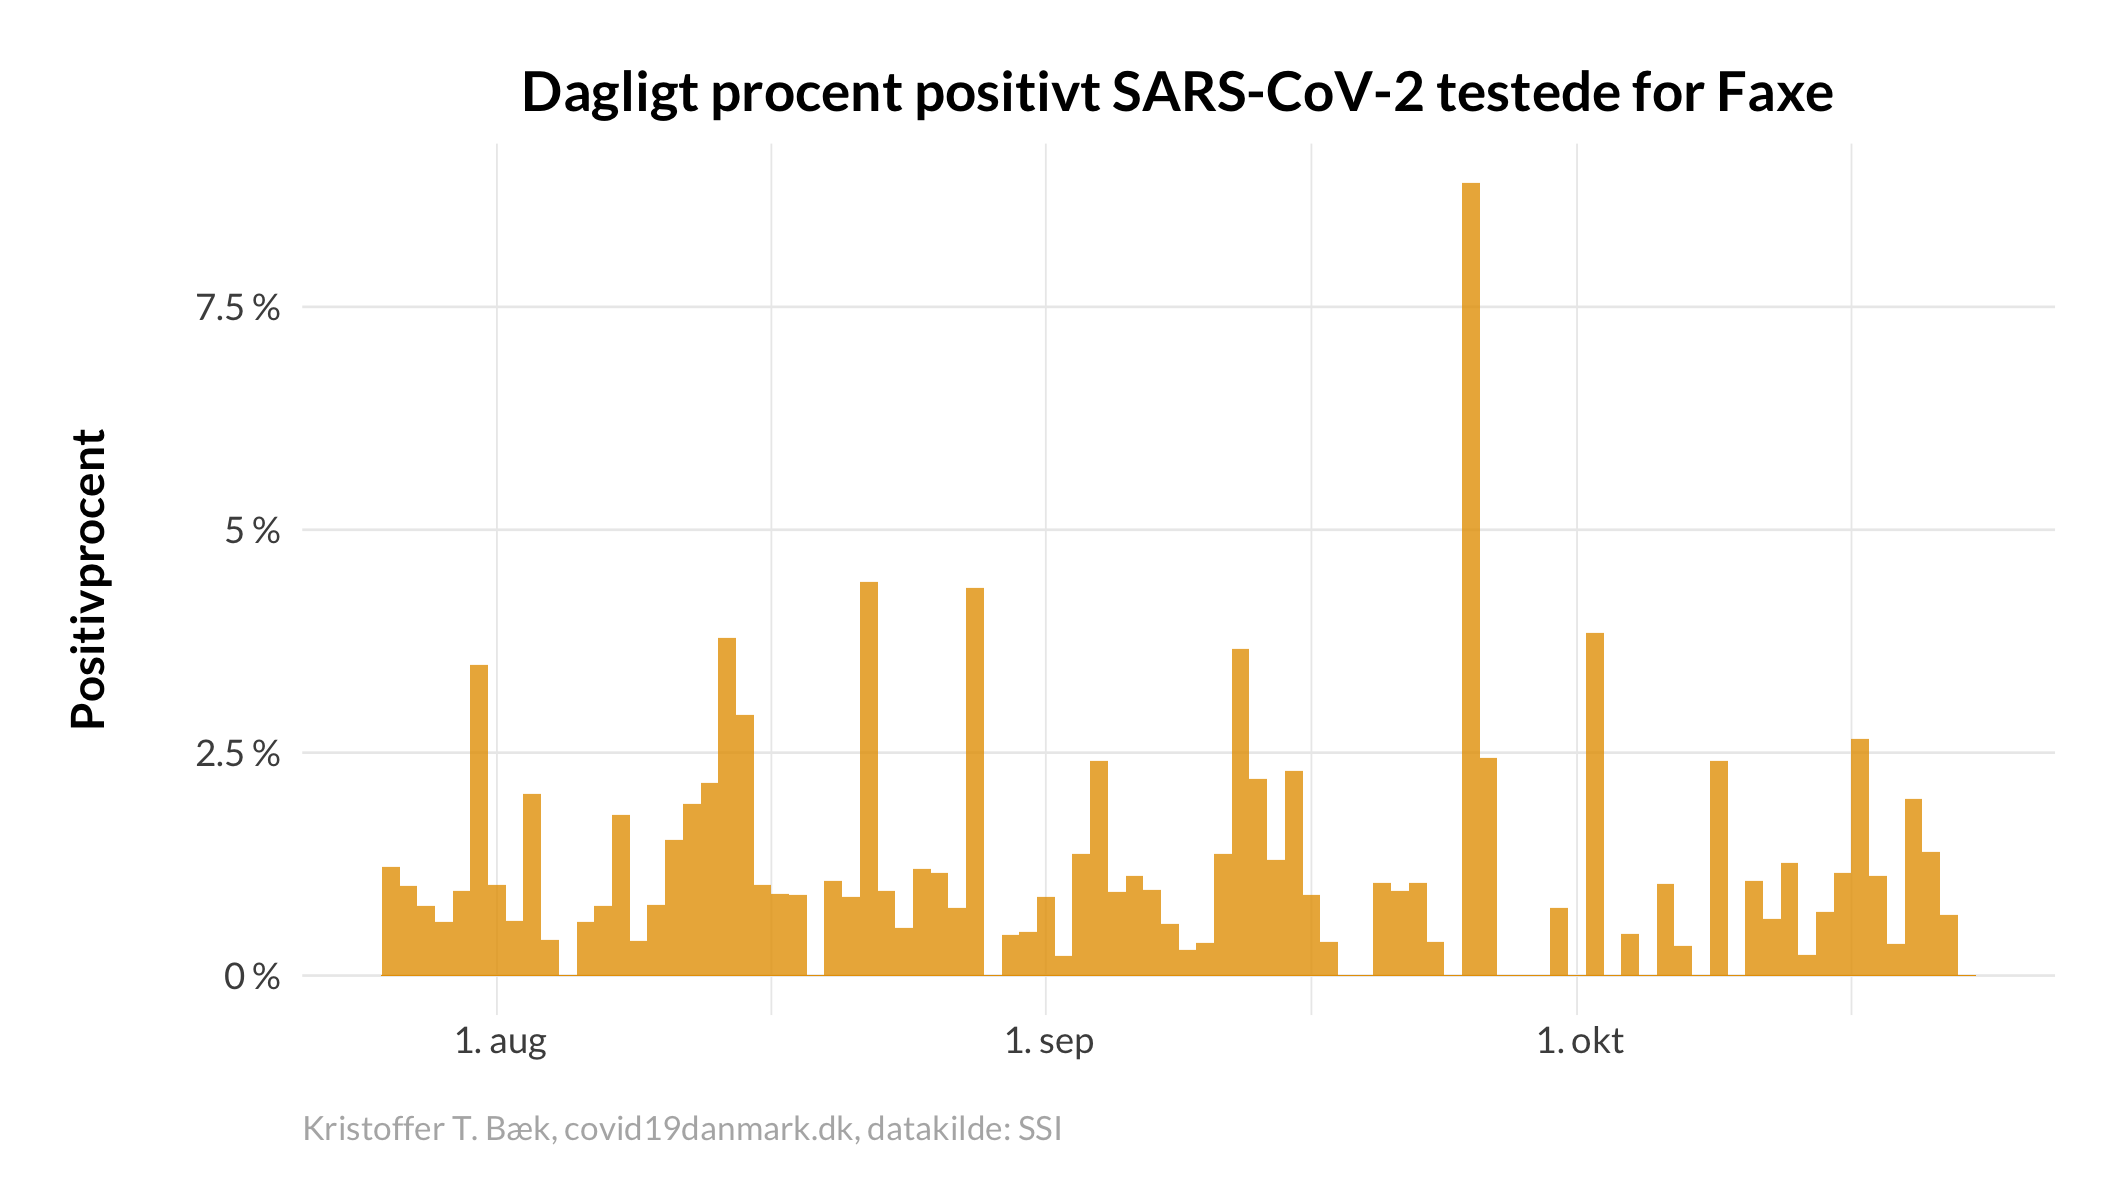 Dagligt procent positivt SARS-CoV-2 testede for Faxe
Positivprocent
7.5 %
5 %
2.5 %
0 %
1. aug
1. sep
1. okt
Kristoffer T. Bæk, covid19danmark.dk, datakilde: SSI